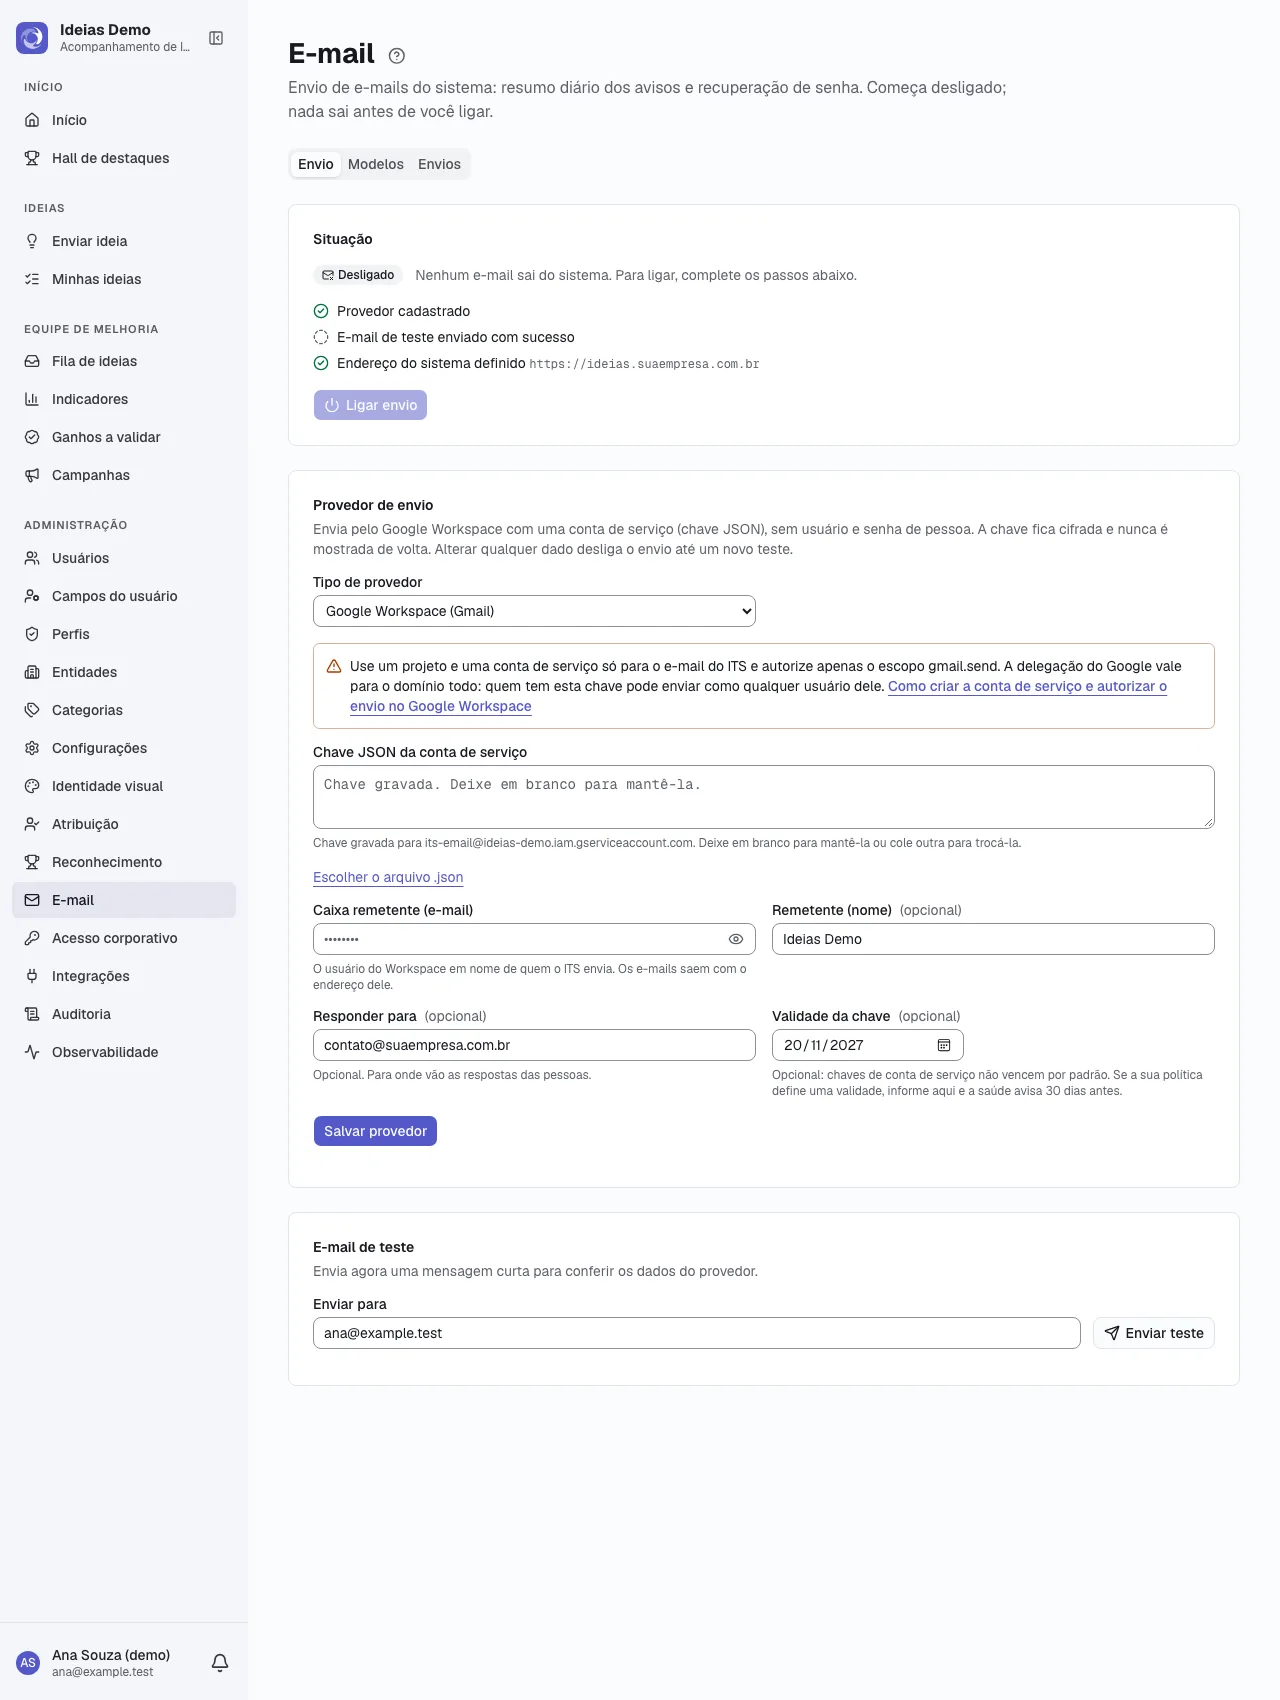 Ideias Demo
Acompanhamento de I...
INÍCIO
Início
Hall de destaques
IDEIAS
Enviar ideia
Minhas ideias
EQUIPE DE MELHORIA
Fila de ideias
Indicadores
Ganhos a validar
Campanhas
ADMINISTRAÇÃO
Usuários
Campos do usuário
Perfis
Entidades
Categorias
Configurações
Identidade visual
Atribuição
Reconhecimento
E-mail
Acesso corporativo
Integrações
Auditoria
Observabilidade
AS
Ana Souza (demo)
ana@example.test
E-mail
Envio de e-mails do sistema: resumo diário dos avisos e recuperação de senha. Começa desligado;
nada sai antes de você ligar.
Envio Modelos Envios
Situação
Desligado Nenhum e-mail sai do sistema. Para ligar, complete os passos abaixo.
Provedor cadastrado
E-mail de teste enviado com sucesso
Endereço do sistema definido https://ideias.suaempresa.com.br
Ligar envio
Provedor de envio
Envia pelo Google Workspace com uma conta de serviço (chave JSON), sem usuário e senha de pessoa. A chave fica cifrada e nunca é
mostrada de volta. Alterar qualquer dado desliga o envio até um novo teste.
Tipo de provedor
Google Workspace (Gmail)
Use um projeto e uma conta de serviço só para o e-mail do ITS e autorize apenas o escopo gmail.send. A delegação do Google vale
para o domínio todo: quem tem esta chave pode enviar como qualquer usuário dele. Como criar a conta de serviço e autorizar o
envio no Google Workspace
Chave JSON da conta de serviço
Chave gravada. Deixe em branco para mantê-la.
Chave gravada para its-email@ideias-demo.iam.gserviceaccount.com. Deixe em branco para mantê-la ou cole outra para trocá-la.
Escolher o arquivo .json
Caixa remetente (e-mail)
••••••••
O usuário do Workspace em nome de quem o ITS envia. Os e-mails saem com o
endereço dele.
Remetente (nome) (opcional)
Ideias Demo
Responder para (opcional)
contato@suaempresa.com.br
Opcional. Para onde vão as respostas das pessoas.
Validade da chave (opcional)
20/11/2027
Opcional: chaves de conta de serviço não vencem por padrão. Se a sua política
define uma validade, informe aqui e a saúde avisa 30 dias antes.
Salvar provedor
E-mail de teste
Envia agora uma mensagem curta para conferir os dados do provedor.
Enviar para
ana@example.test
Enviar teste